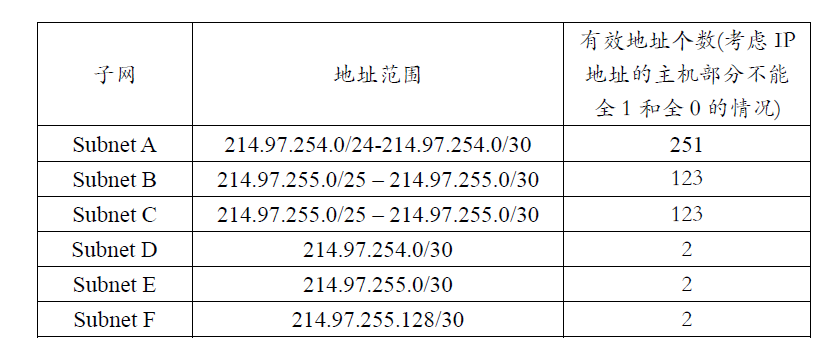 子网 地址范围 有效地址个数(考虑 IP
地址的主机部分不能
全 1 和全 0 的情况)
Subnet A 214.97.254.0/24-214.97.254.0/30 251
Subnet B 214.97.255.0/25 – 214.97.255.0/30 123
Subnet C 214.97.255.0/25 – 214.97.255.0/30 123
Subnet D 214.97.254.0/30 2
Subnet E 214.97.255.0/30 2
Subnet F 214.97.255.128/30 2